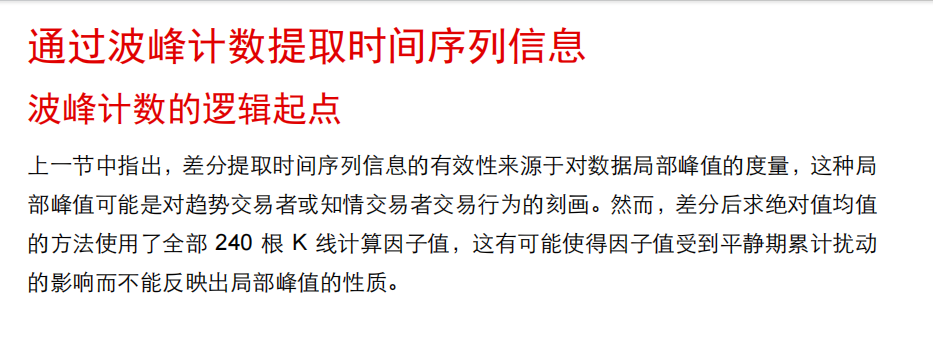 通过波峰计数提取时间序列信息
波峰计数的逻辑起点
上一节中指出，差分提取时间序列信息的有效性来源于对数据局部峰值的度量，这种局
部峰值可能是对趋势交易者或知情交易者交易行为的刻画。然而，差分后求绝对值均值
的方法使用了全部 240 根 K 线计算因子值，这有可能使得因子值受到平静期累计扰动
的影响而不能反映出局部峰值的性质。